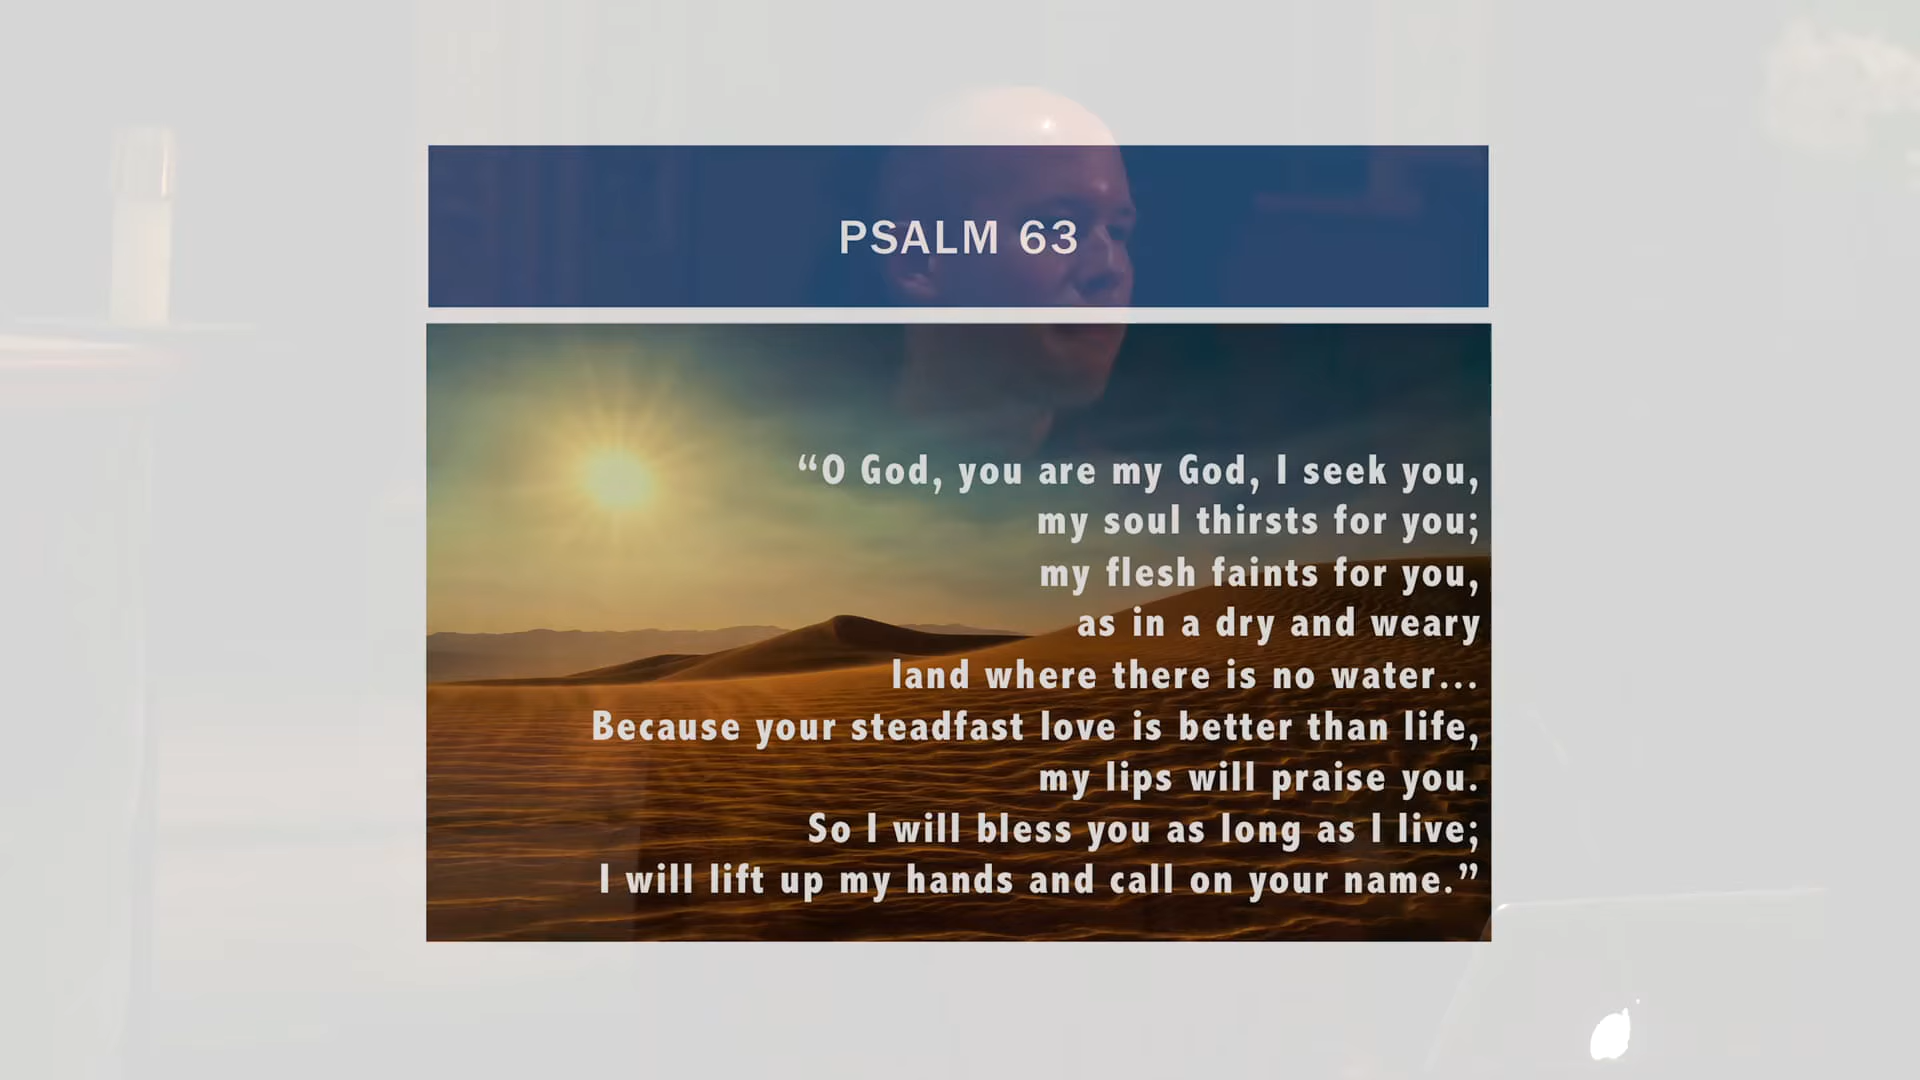 PSALM 63
“O God, you are my God, I seek you,
my soul thirsts for you;
my flesh faints for you,
as in a dry and weary
land where there is no water...
Because your steadfast love is better than life,
my lips will praise you.
So I will bless you as long as I live;
I will lift up my hands and call on your name.”